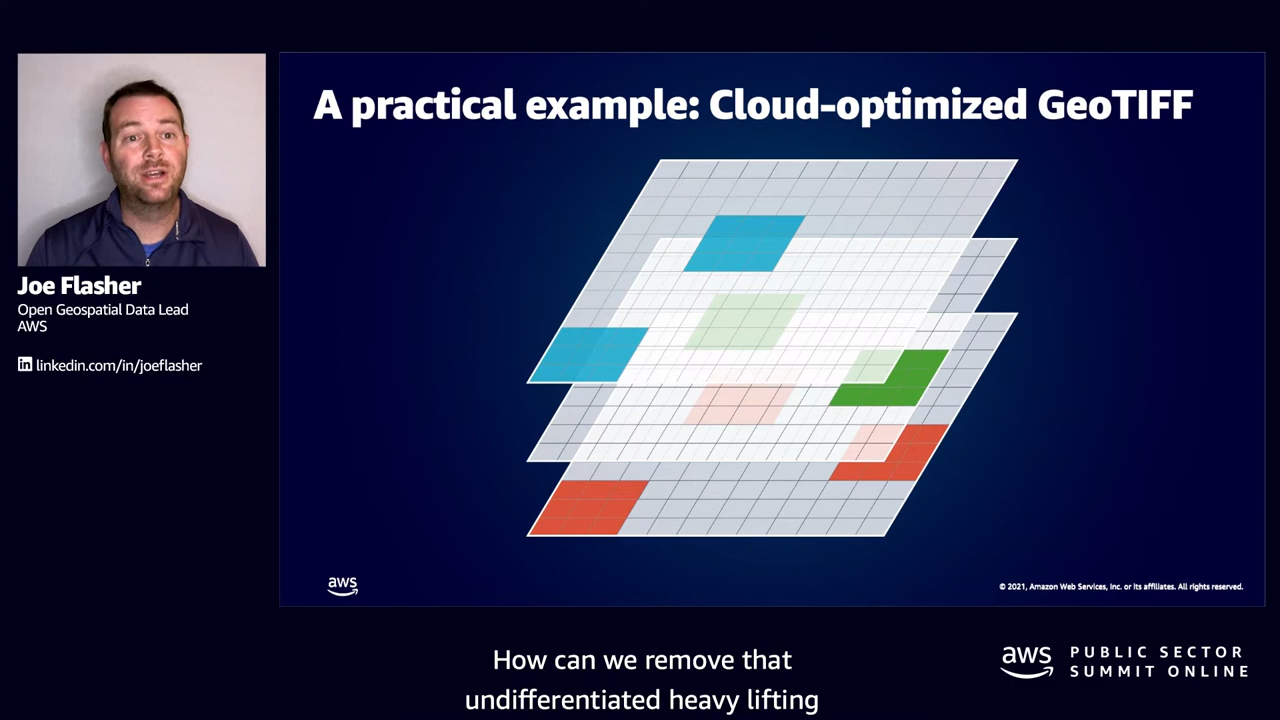 A practical example: Cloud-optimized GeoTIFF
Joe Flasher
Open Geospatial Data Lead
AWS
in linkedin.com/in/joeflasher
aws
© 2021, Amazon Web Services, Inc. or its affiliates. All rights reserved.
How can we remove that
undifferentiated heavy lifting
aws
PUBLIC SECTOR
SUMMIT ONLINE